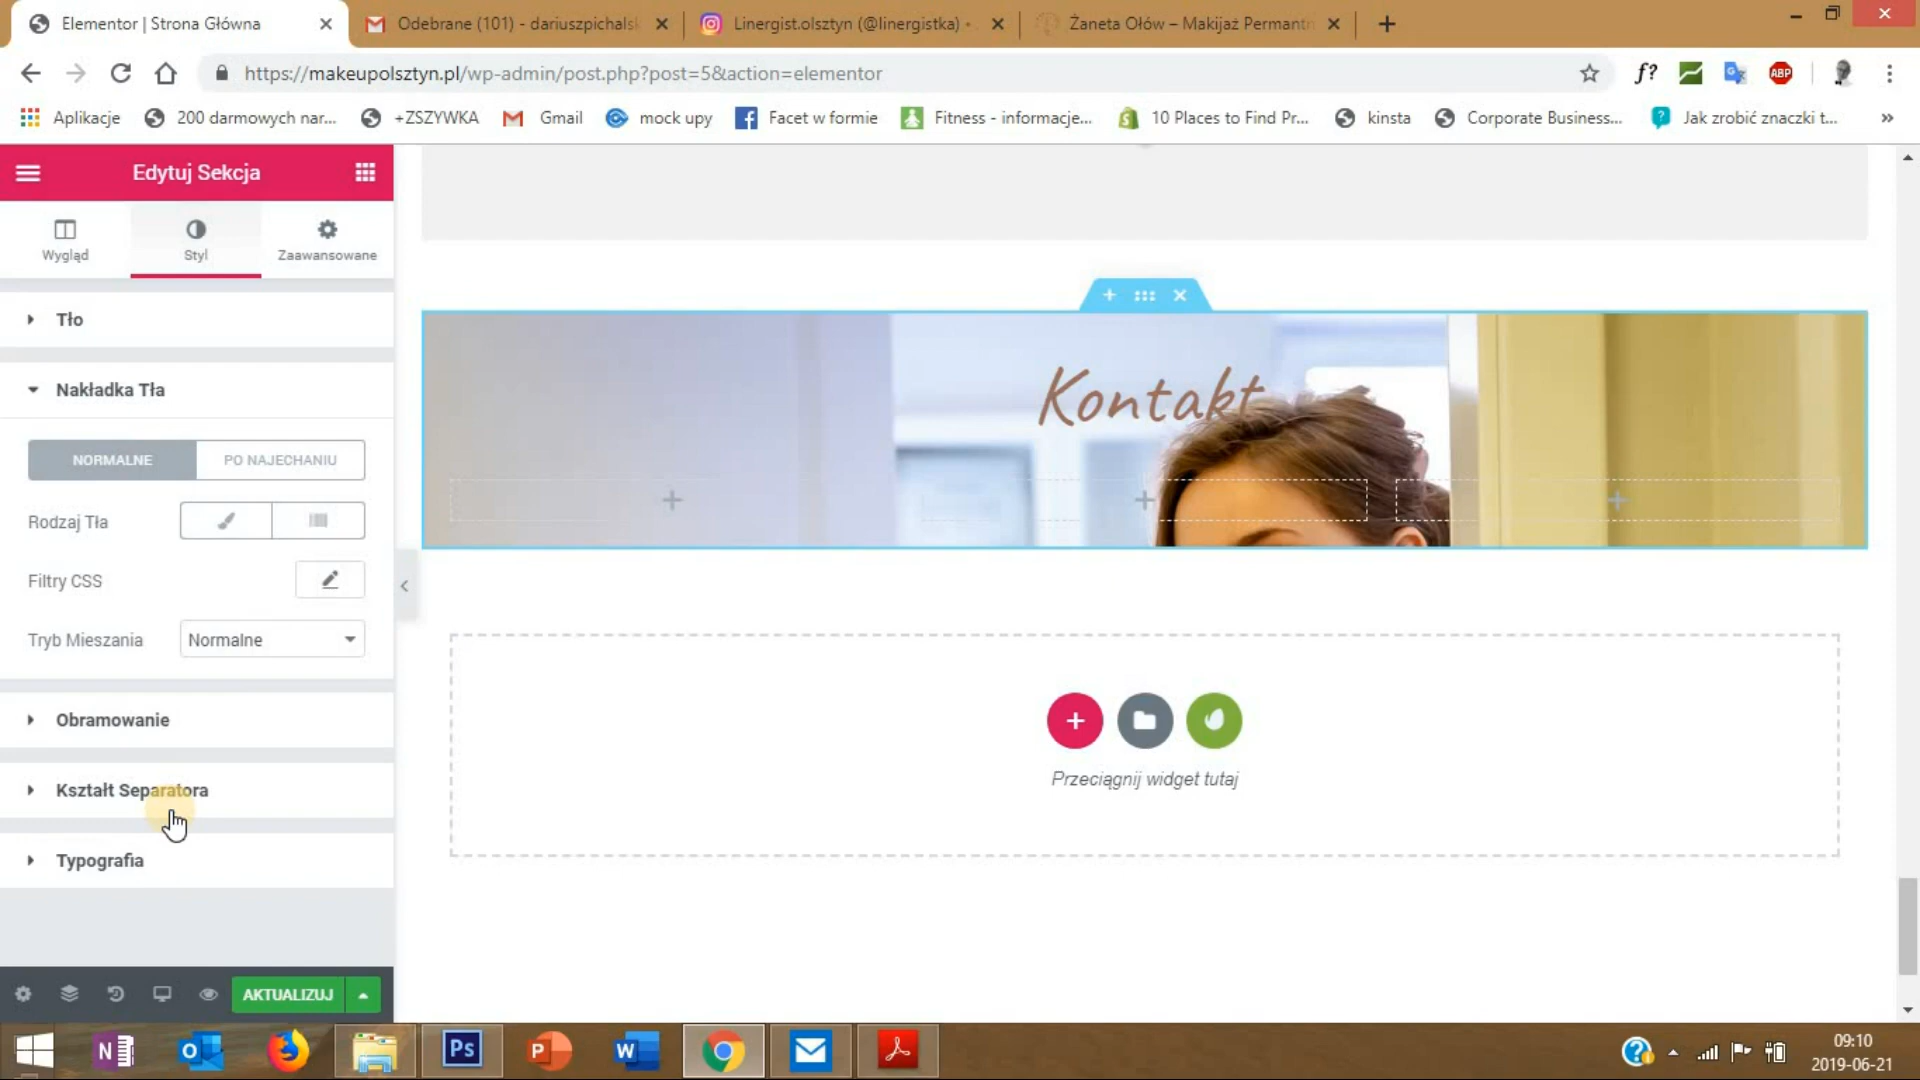 Elementor | Strona Główna
Odebrane (101) - dariuszpichalsk
Linergist.olsztyn (@linergistka) •
Żaneta Ołów – Makijaż Permantn
https://makeupolsztyn.pl/wp-admin/post.php?post=5&action=elementor
f?
ABP
Aplikacje
200 darmowych nar...
+ZSZYWKA
Gmail
mock upy
Facet w formie
Fitness - informacje...
10 Places to Find Pr...
kinsta
Corporate Business...
Jak zrobić znaczki t...
»
Edytuj Sekcja
Wygląd
Styl
Zaawansowane
Tło
Nakładka Tła
NORMALNE
PO NAJECHANIU
Rodzaj Tła
Filtry CSS
Tryb Mieszania
Normalne
Obramowanie
Kształt Separatora
Typografia
AKTUALIZUJ
Kontakt
Przeciągnij widget tutaj
09:10
2019-06-21